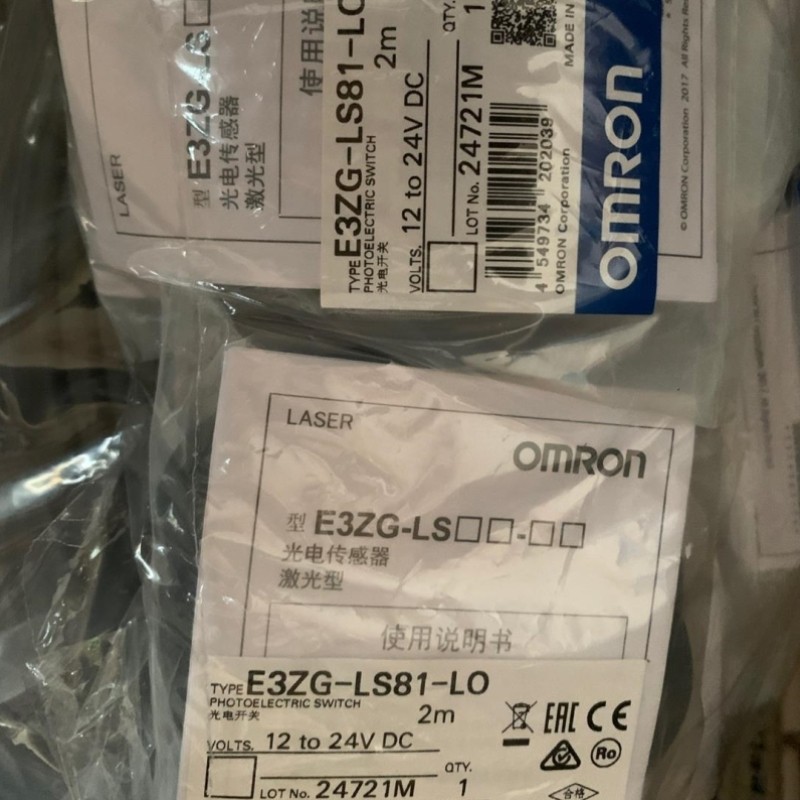 LASER
型 E3ZG-LS□
光电传感器
激光型
使用说
TYPE E3ZG-LS81-LO
PHOTOELECTRIC SWITCH
光电开关
2m
VOLTS. 12 to 24V DC
QTY.
1
LOT No. 24721M
4 549734 202039
OMRON Corporation
MADE IN
OMRON
© OMRON Corporation 2017 All Rights Res
LASER
OMRON
型 E3ZG-LS□□-□□
光电传感器
激光型
使用说明书
TYPE E3ZG-LS81-LO
PHOTOELECTRIC SWITCH
光电开关
2m
VOLTS. 12 to 24V DC
QTY.
LOT No. 24721M 1
EAC CE
Ro
合格